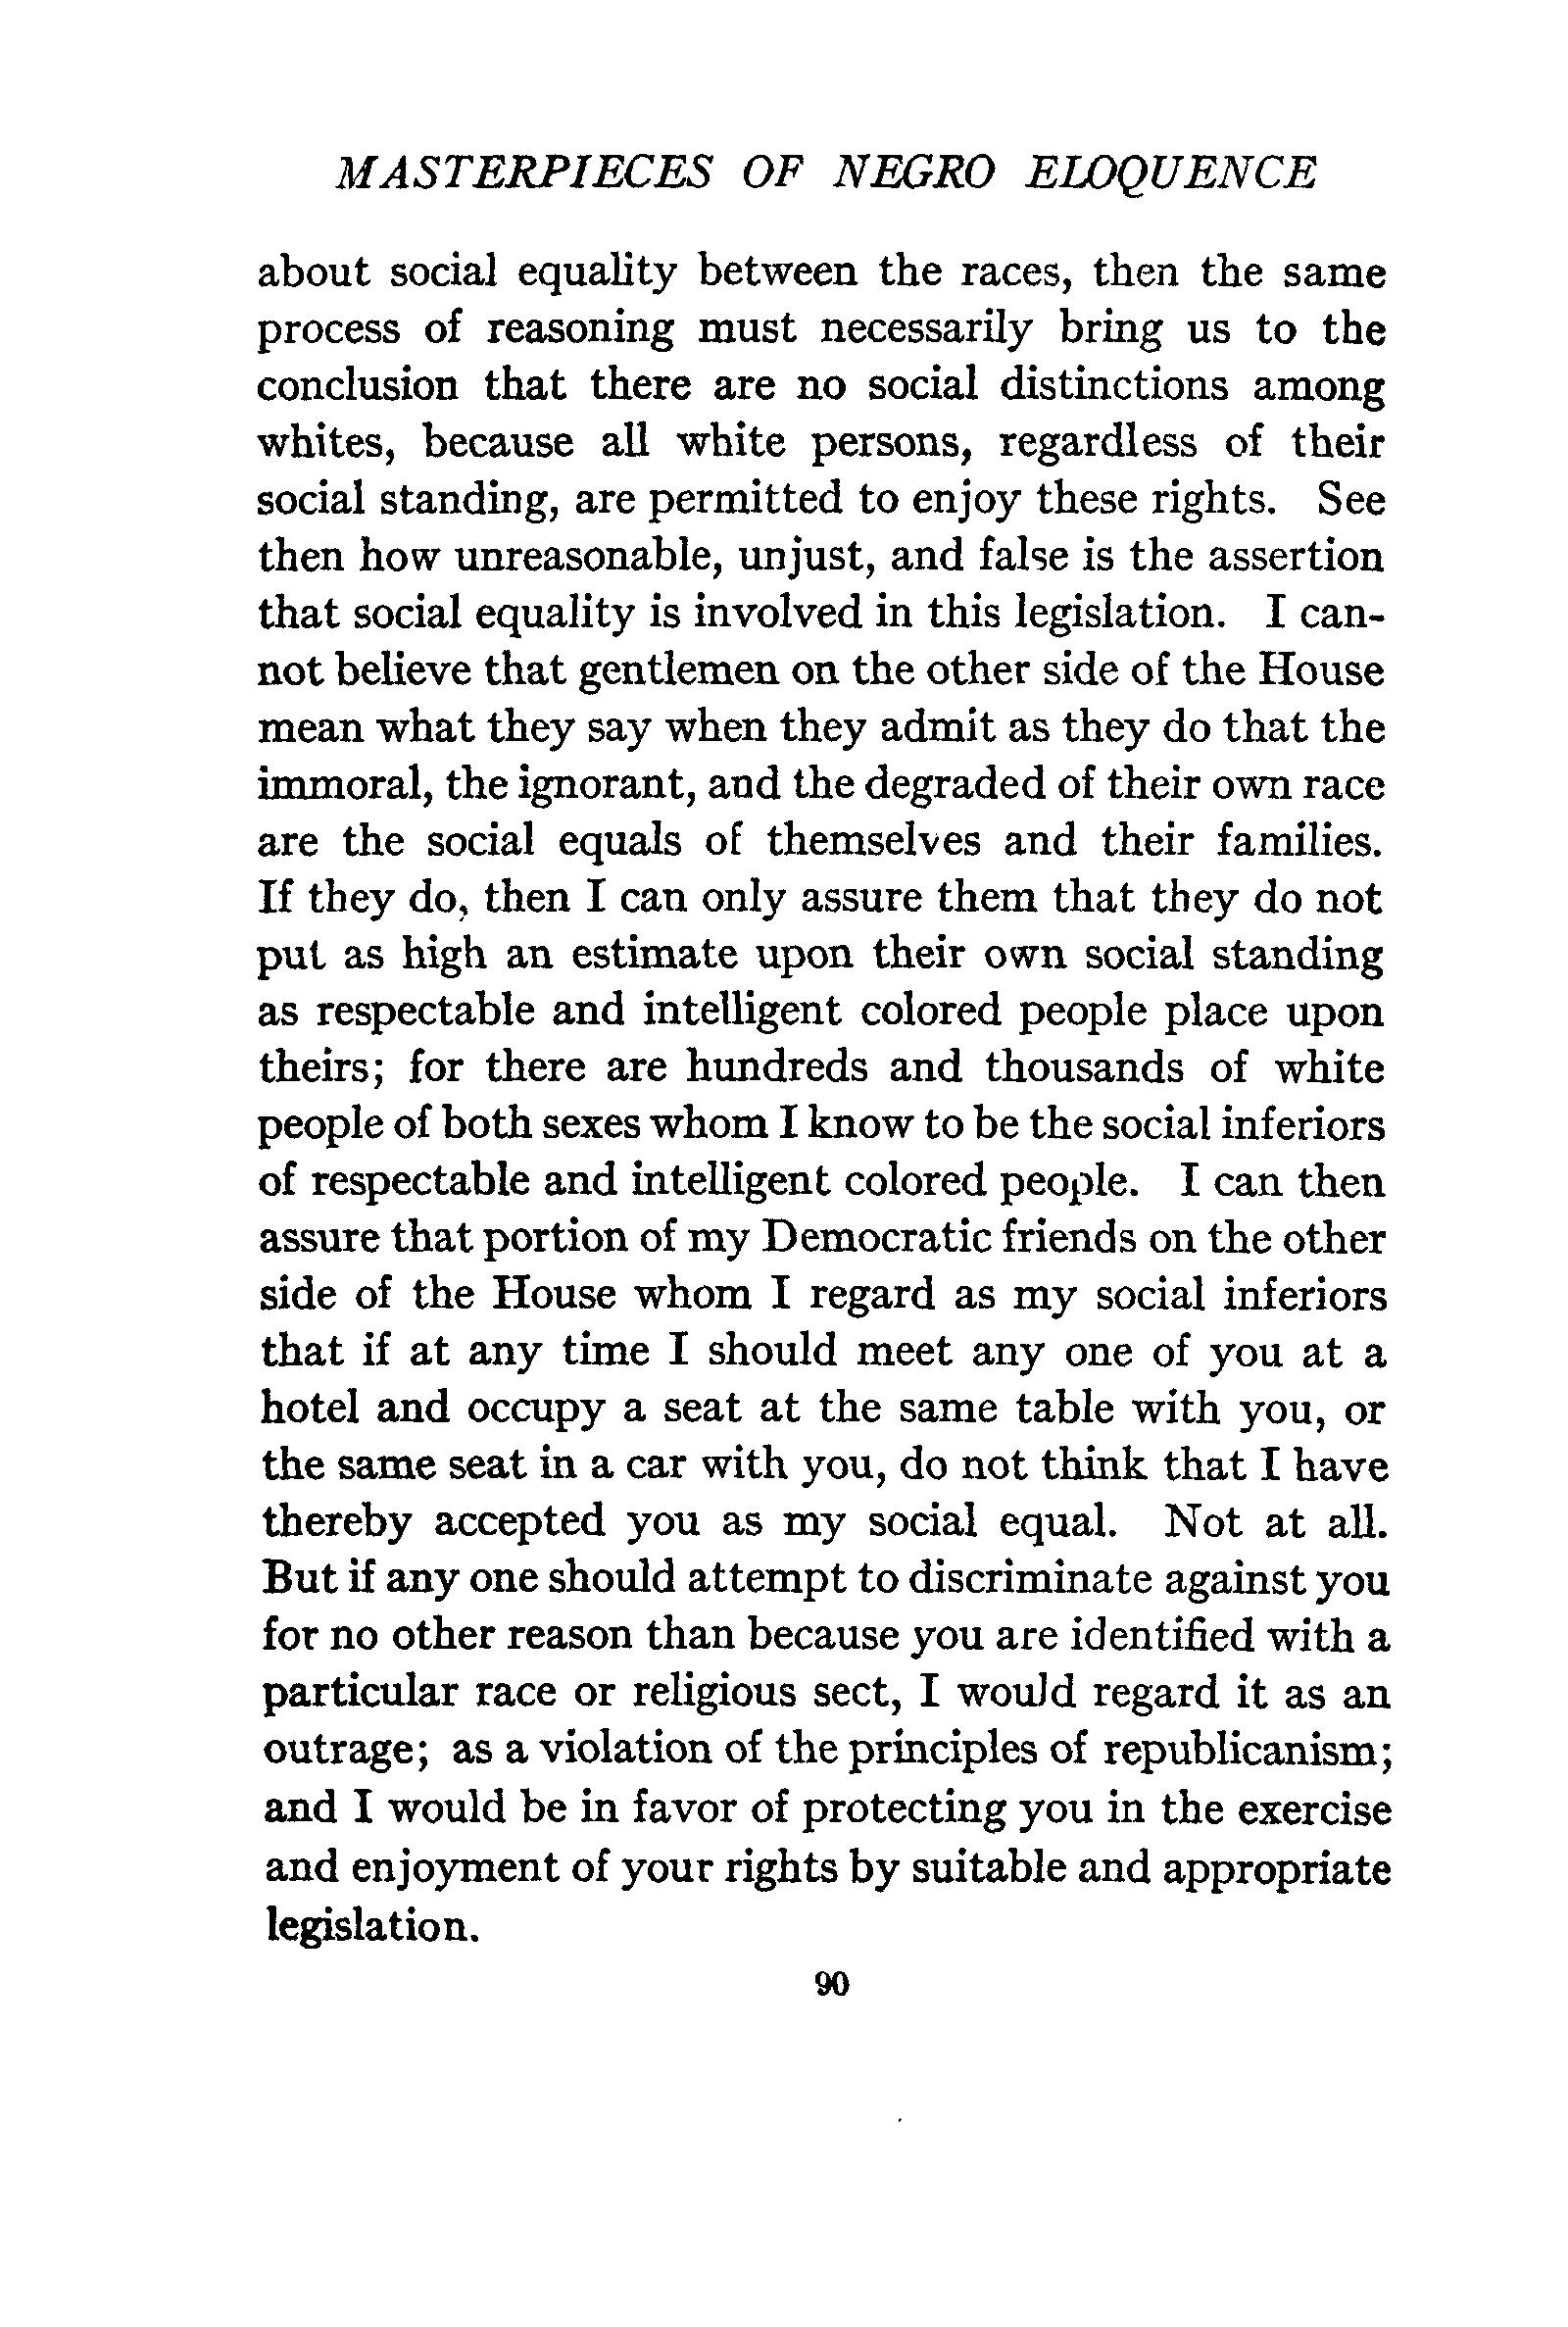 MASTERPIECES OF NEGRO ELOQUENCE
about social equality between the races, then the same
process of reasoning must necessarily bring us to the
conclusion that there are no social distinctions among
whites, because all white persons, regardless of their
social standing, are permitted to enjoy these rights. See
then how unreasonable, unjust, and false is the assertion
that social equality is involved in this legislation. I can-
not believe that gentlemen on the other side of the House
mean what they say when they admit as they do that the
immoral, the ignorant, and the degraded of their own race
are the social equals of themselves and their families.
If they do, then I can only assure them that they do not
put as high an estimate upon their own social standing
as respectable and intelligent colored people place upon
theirs; for there are hundreds and thousands of white
people of both sexes whom I know to be the social inferiors
of respectable and intelligent colored people. I can then
assure that portion of my Democratic friends on the other
side of the House whom I regard as my social inferiors
that if at any time I should meet any one of you at a
hotel and occupy a seat at the same table with you, or
the same seat in a car with you, do not think that I have
thereby accepted you as my social equal. Not at all.
But if any one should attempt to discriminate against you
for no other reason than because you are identified with a
particular race or religious sect, I would regard it as an
outrage; as a violation of the principles of republicanism;
and I would be in favor of protecting you in the exercise
and enjoyment of your rights by suitable and appropriate
legislation.
90